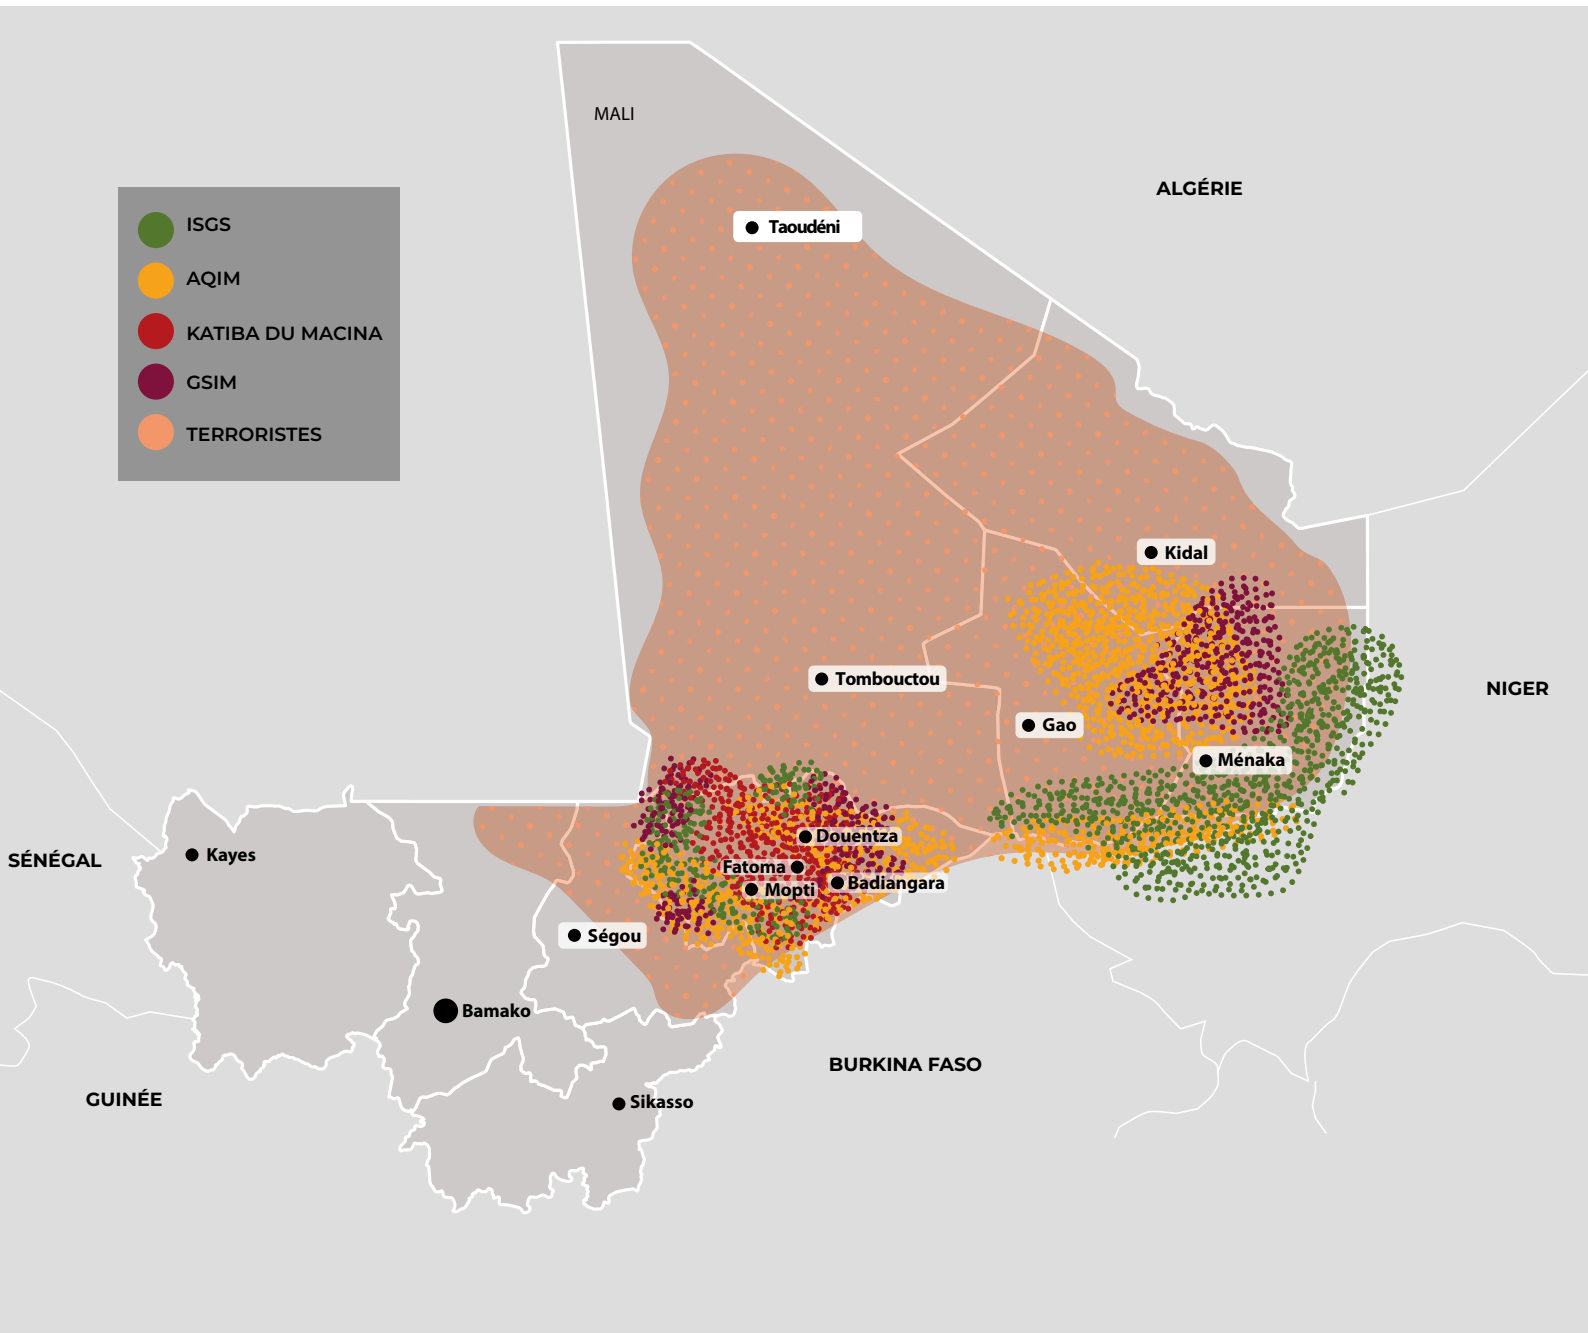 MALI
ALGÉRIE
Taoudéni
ISGS
AQIM
KATIBA DU MACINA
GSIM
TERRORISTES
Kidal
Tombouctou
NIGER
Gao
Ménaka
Douentza
Kayes
SÉNÉGAL
Fatoma
Badiangara
Mopti
Ségou
Bamako
BURKINA FASO
GUINÉE
Sikasso